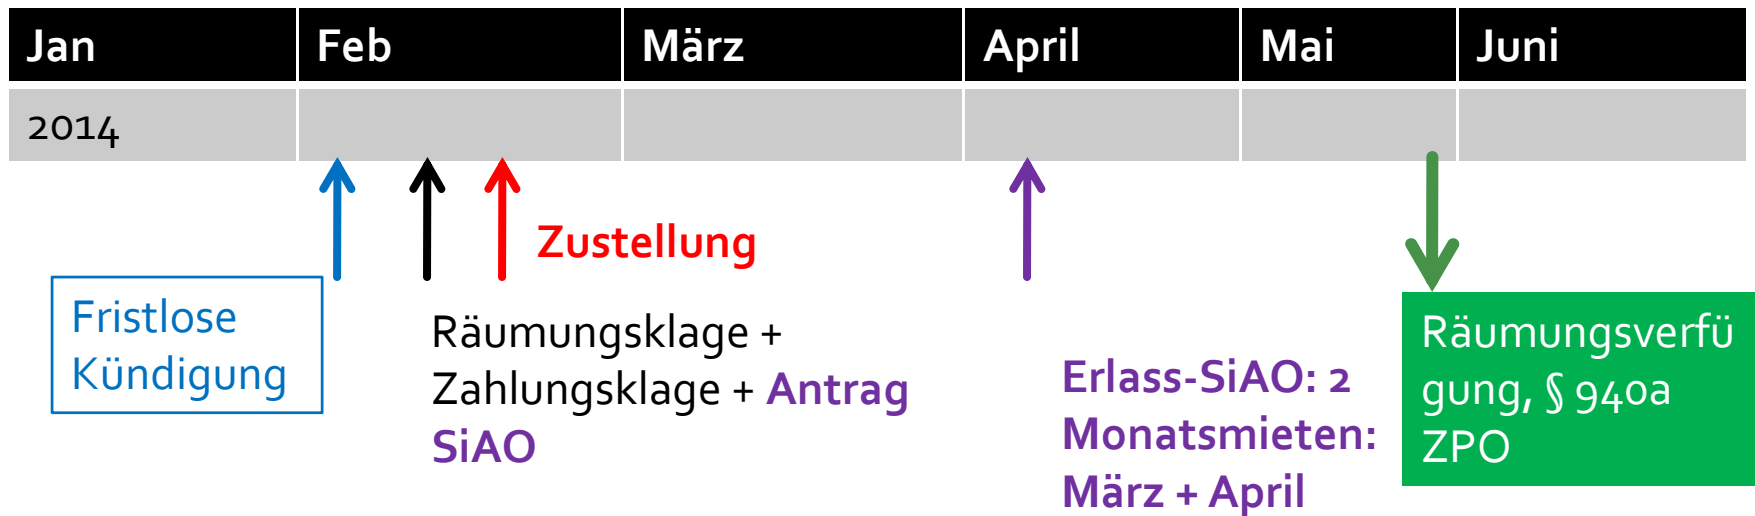 Jan Feb März April Mai Juni
2014
Zustellung
Fristlose
Kündigung
Räumungsklage +
Zahlungsklage + Antrag
SiAO
Erlass-SiAO: 2
Monatsmieten:
März + April
Räumungsverfü
gung, § 940a
ZPO